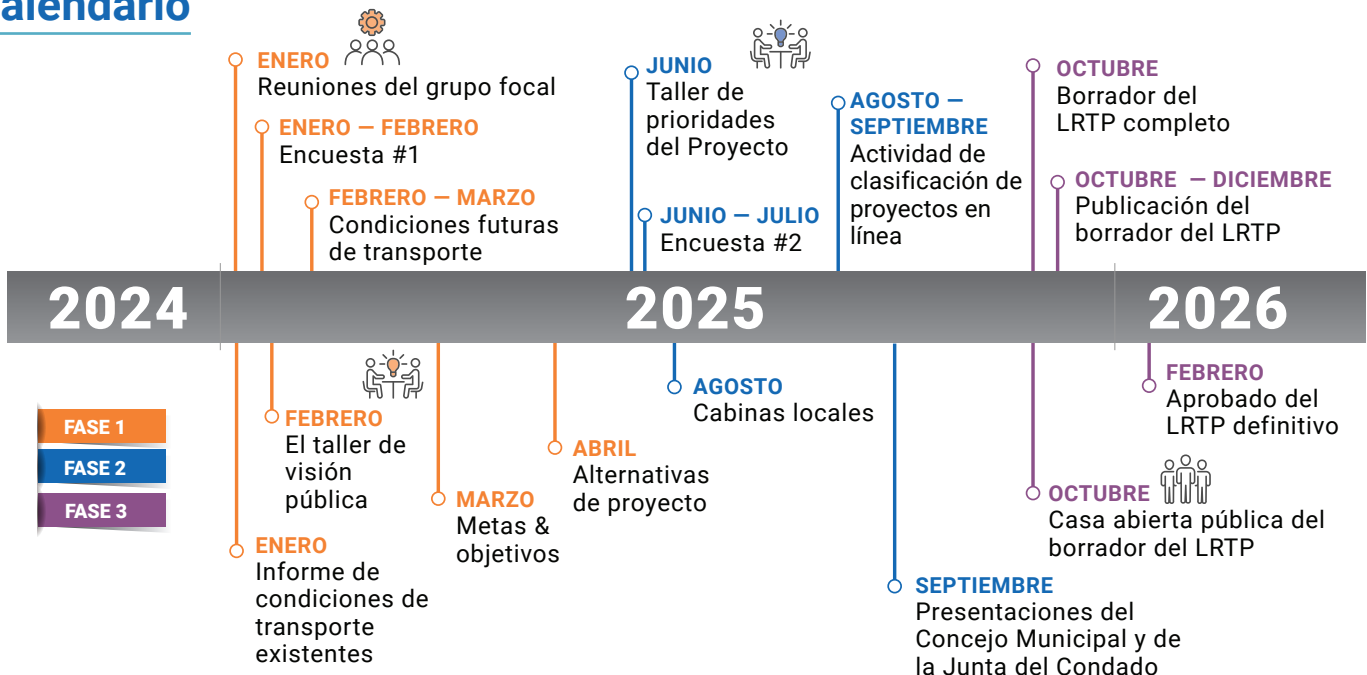 alendario
ENERO
Reuniones del grupo focal
ENERO — FEBRERO
Encuesta #1
FEBRERO — MARZO
Condiciones futuras
de transporte
JUNIO
Taller de
prioridades
del Proyecto
JUNIO — JULIO
Encuesta #2
AGOSTO —
SEPTIEMBRE
Actividad de
clasificación de
proyectos en
línea
OCTUBRE
Borrador del
LRTP completo
OCTUBRE — DICIEMBRE
Publicación del
borrador del LRTP
2024
2025
2026
FASE 1
FASE 2
FASE 3
ENERO
Informe de
condiciones de
transporte
existentes
FEBRERO
El taller de
visión
pública
MARZO
Metas &
objetivos
ABRIL
Alternativas
de proyecto
AGOSTO
Cabinas locales
SEPTIEMBRE
Presentaciones del
Concejo Municipal y de
la Junta del Condado
OCTUBRE
Casa abierta pública del
borrador del LRTP
FEBRERO
Aprobado del
LRTP definitivo